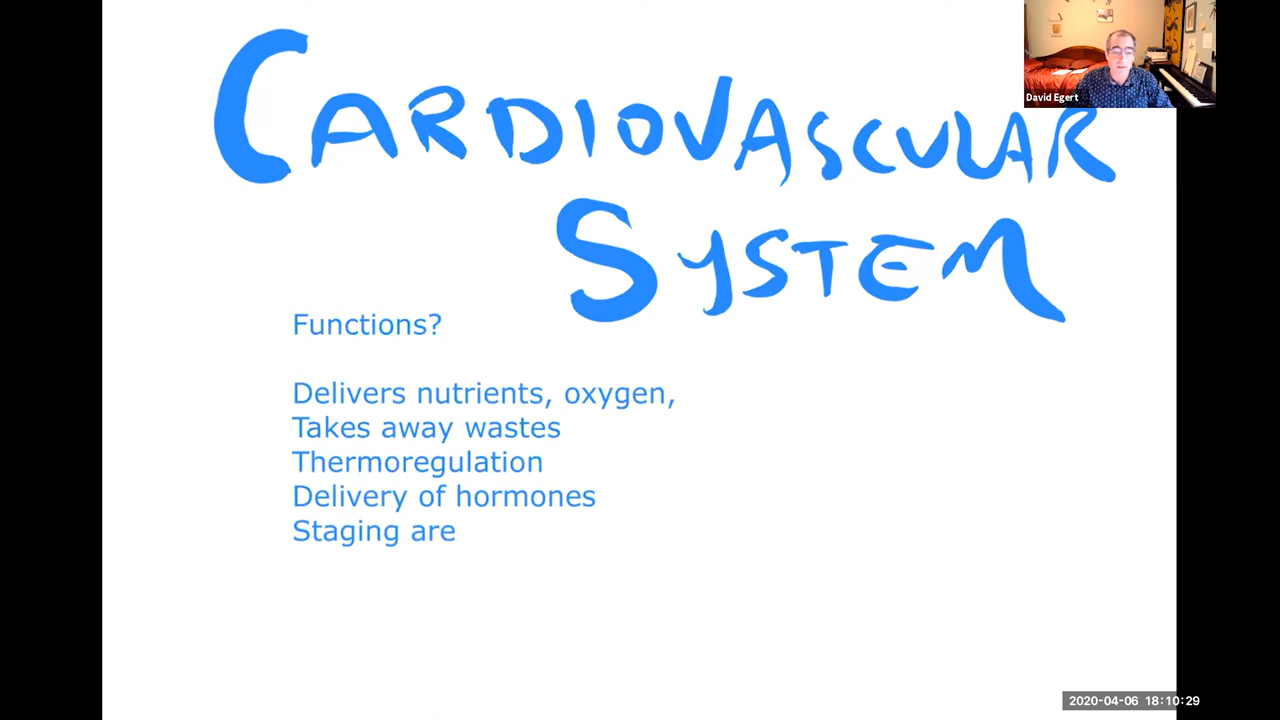 CARDIOVASCULAR
SYSTEM
David Egert
Functions?
Delivers nutrients, oxygen,
Takes away wastes
Thermoregulation
Delivery of hormones
Staging are
2020-04-06 18:10:29